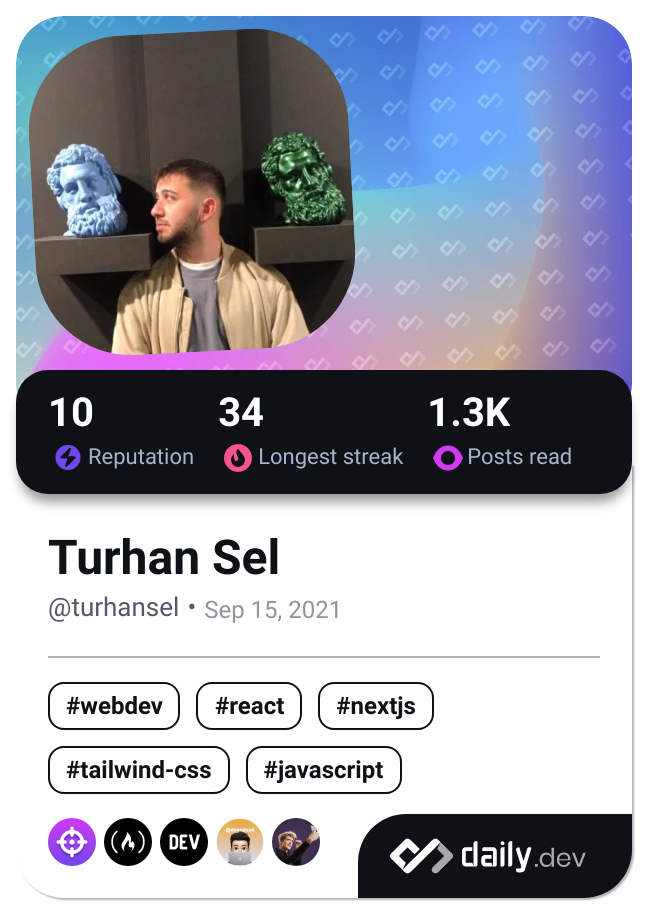 10 34 1.3K
Reputation Longest streak Posts read
Turhan Sel
@turhansel • Sep 15, 2021
#webdev #react #nextjs
#tailwind-css #javascript
DEV
daily.dev